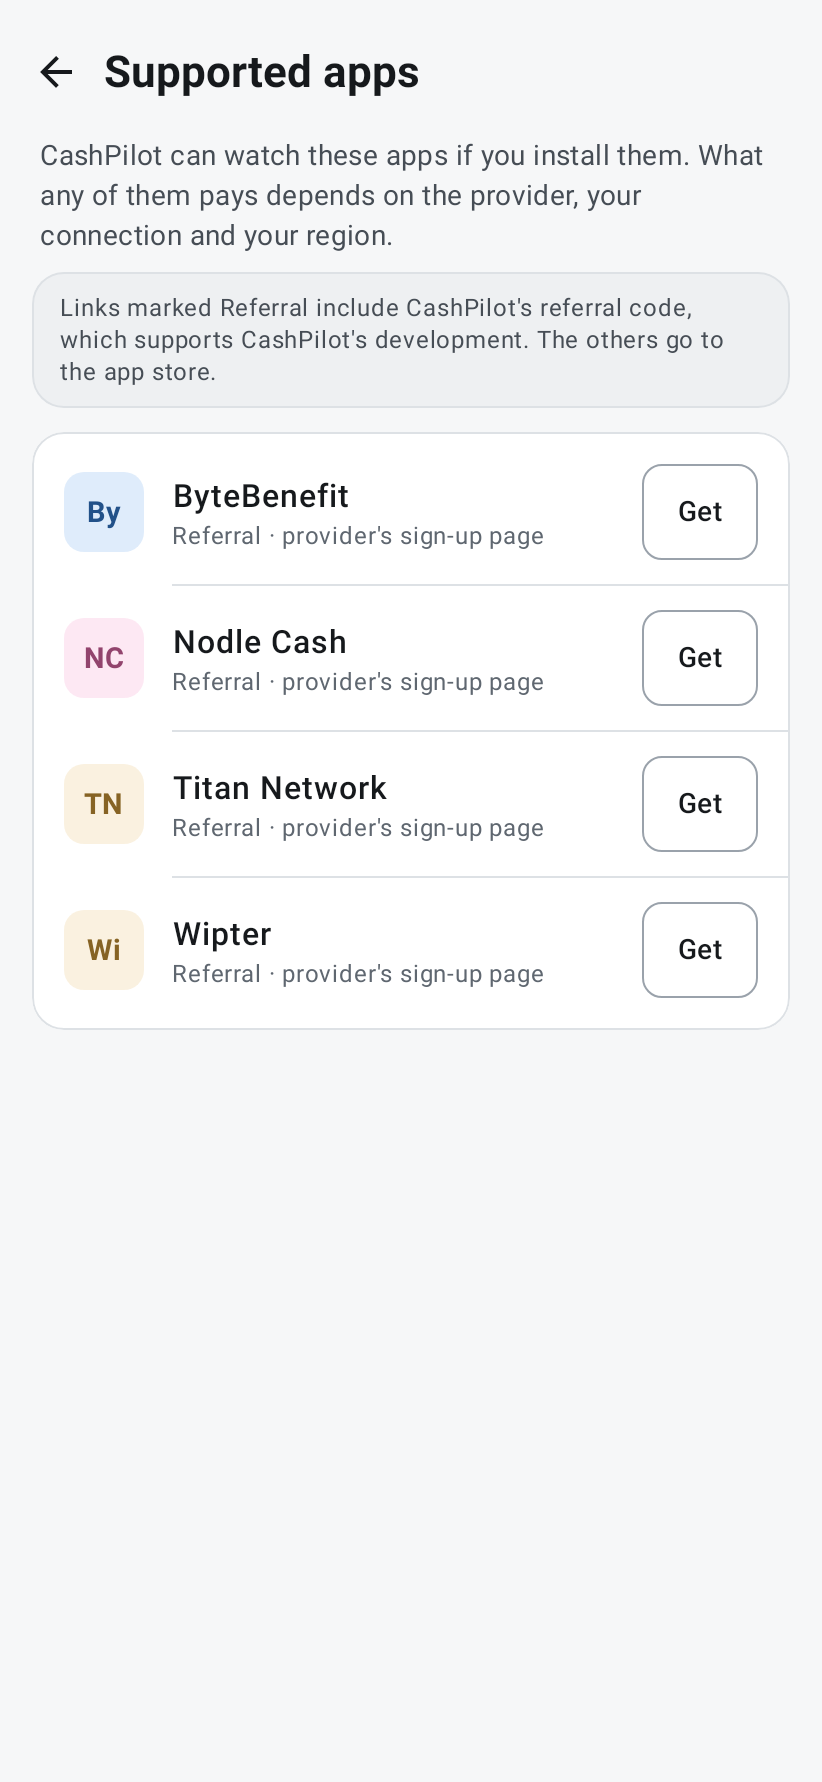 Supported apps
CashPilot can watch these apps if you install them. What
any of them pays depends on the provider, your
connection and your region.
Links marked Referral include CashPilot's referral code,
which supports CashPilot's development. The others go to
the app store.
By
ByteBenefit
Referral · provider's sign-up page
Get
NC
Nodle Cash
Referral · provider's sign-up page
Get
TN
Titan Network
Referral · provider's sign-up page
Get
Wi
Wipter
Referral · provider's sign-up page
Get